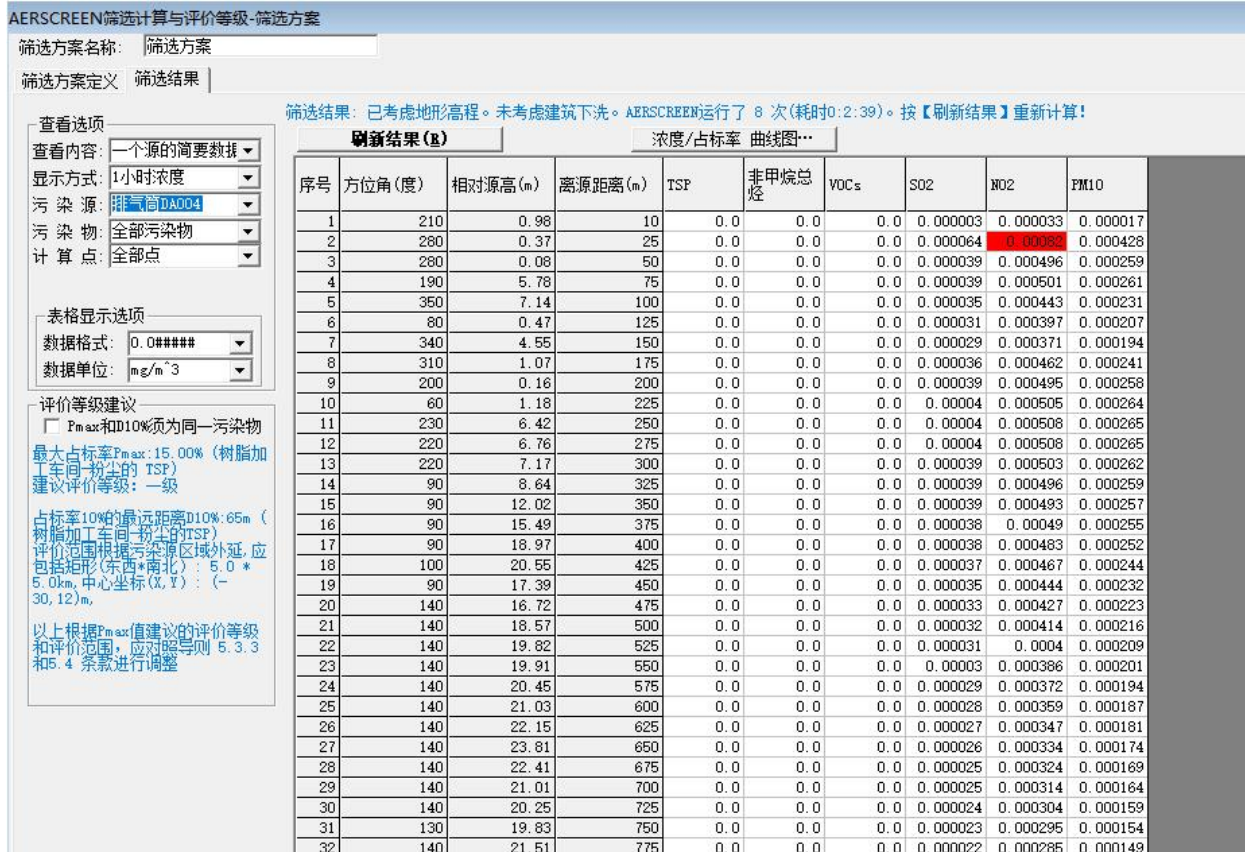 AERSCREEN筛选计算与评价等级-筛选方案
筛选方案名称: 筛选方案
筛选方案定义 筛选结果
筛选结果: 已考虑地形高程。未考虑建筑下洗。AERSCREEN运行了 8 次(耗时0:2:39)。按【刷新结果】重新计算!
刷新结果(R) 浓度/占标率 曲线图…
查看选项
查看内容: 一个源的简要数据
显示方式: 1小时浓度
污 染 源: 排气筒DA004
污 染 物: 全部污染物
计 算 点: 全部点
表格显示选项
数据格式: 0.0#####
数据单位: mg/m^3
评价等级建议
Pmax和D10%须为同一污染物
最大占标率Pmax:15.00% (树脂加
工车间-粉尘的 TSP)
建议评价等级: 一级
占标率10%的最远距离D10%:65m (
树脂加工车间-粉尘的TSP)
评价范围根据污染源区域外延,应
包括矩形(东西*南北): 5.0 *
5.0km,中心坐标(X,Y): (-
30,12)m,
以上根据Pmax值建议的评价等级
和评价范围,应对照导则 5.3.3
和5.4 条款进行调整
序号 方位角(度) 相对源高(m) 离源距离(m) TSP 非甲烷总烃 VOCs SO2 NO2 PM10
1 210 0.98 10 0.0 0.0 0.0 0.000003 0.000033 0.000017
2 280 0.37 25 0.0 0.0 0.0 0.000064 0.00082 0.000428
3 280 0.08 50 0.0 0.0 0.0 0.000039 0.000496 0.000259
4 190 5.78 75 0.0 0.0 0.0 0.000039 0.000501 0.000261
5 350 7.14 100 0.0 0.0 0.0 0.000035 0.000443 0.000231
6 80 0.47 125 0.0 0.0 0.0 0.000031 0.000397 0.000207
7 340 4.55 150 0.0 0.0 0.0 0.000029 0.000371 0.000194
8 310 1.07 175 0.0 0.0 0.0 0.000036 0.000462 0.000241
9 200 0.16 200 0.0 0.0 0.0 0.000039 0.000495 0.000258
10 60 1.18 225 0.0 0.0 0.0 0.00004 0.000505 0.000264
11 230 6.42 250 0.0 0.0 0.0 0.00004 0.000508 0.000265
12 220 6.76 275 0.0 0.0 0.0 0.00004 0.000508 0.000265
13 220 7.17 300 0.0 0.0 0.0 0.000039 0.000503 0.000262
14 90 8.64 325 0.0 0.0 0.0 0.000039 0.000496 0.000259
15 90 12.02 350 0.0 0.0 0.0 0.000039 0.000493 0.000257
16 90 15.49 375 0.0 0.0 0.0 0.000038 0.00049 0.000255
17 90 18.97 400 0.0 0.0 0.0 0.000038 0.000483 0.000252
18 100 20.55 425 0.0 0.0 0.0 0.000037 0.000467 0.000244
19 90 17.39 450 0.0 0.0 0.0 0.000035 0.000444 0.000232
20 140 16.72 475 0.0 0.0 0.0 0.000033 0.000427 0.000223
21 140 18.57 500 0.0 0.0 0.0 0.000032 0.000414 0.000216
22 140 19.82 525 0.0 0.0 0.0 0.000031 0.0004 0.000209
23 140 19.91 550 0.0 0.0 0.0 0.00003 0.000386 0.000201
24 140 20.45 575 0.0 0.0 0.0 0.000029 0.000372 0.000194
25 140 21.03 600 0.0 0.0 0.0 0.000028 0.000359 0.000187
26 140 22.15 625 0.0 0.0 0.0 0.000027 0.000347 0.000181
27 140 23.81 650 0.0 0.0 0.0 0.000026 0.000334 0.000174
28 140 22.41 675 0.0 0.0 0.0 0.000025 0.000324 0.000169
29 140 21.01 700 0.0 0.0 0.0 0.000025 0.000314 0.000164
30 140 20.25 725 0.0 0.0 0.0 0.000024 0.000304 0.000159
31 130 19.83 750 0.0 0.0 0.0 0.000023 0.000295 0.000154
32 140 21.51 775 0.0 0.0 0.0 0.000022 0.000285 0.000149